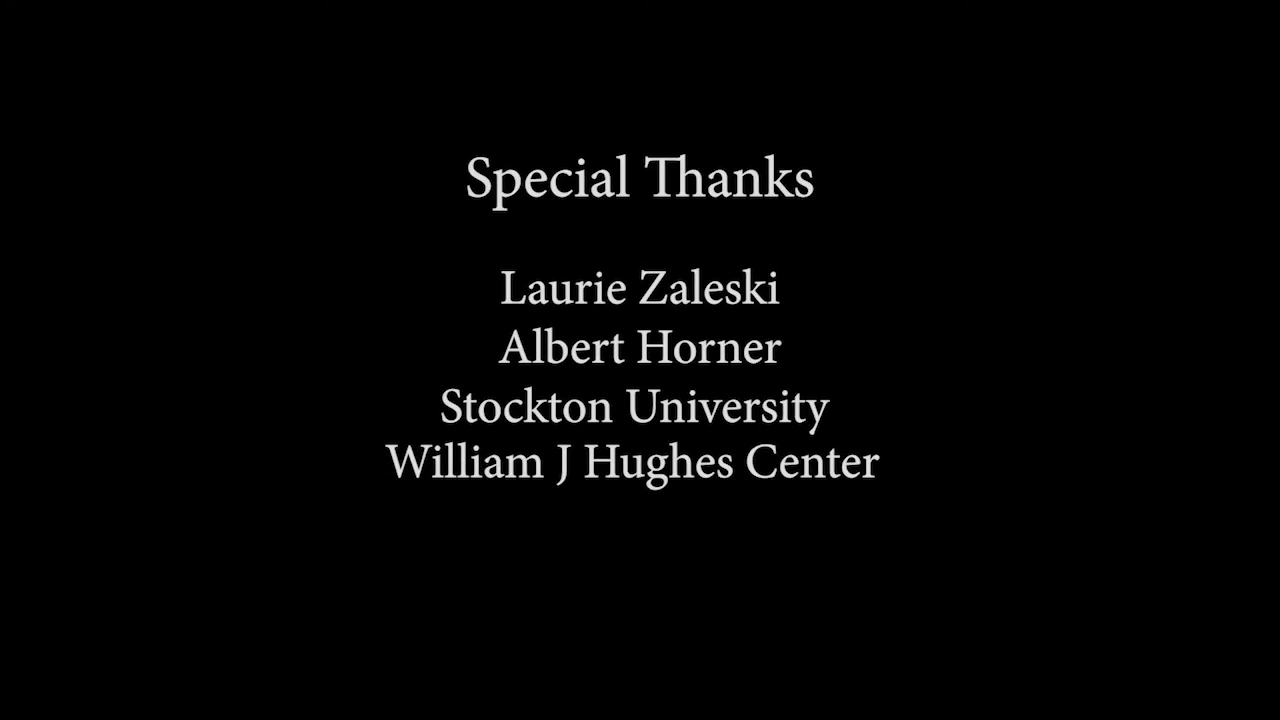 Special Thanks
Laurie Zaleski
Albert Horner
Stockton University
William J Hughes Center